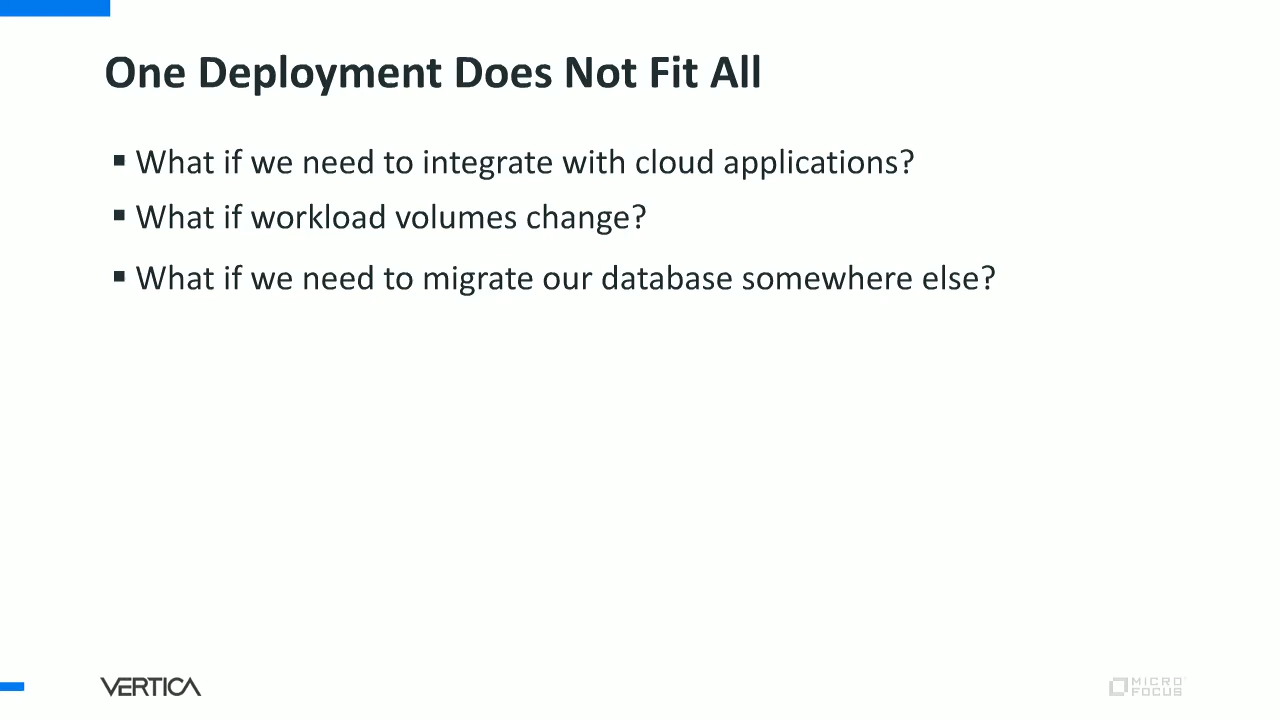 One Deployment Does Not Fit All
▪ What if we need to integrate with cloud applications?
▪ What if workload volumes change?
▪ What if we need to migrate our database somewhere else?
VERTICA
MICRO
FOCUS